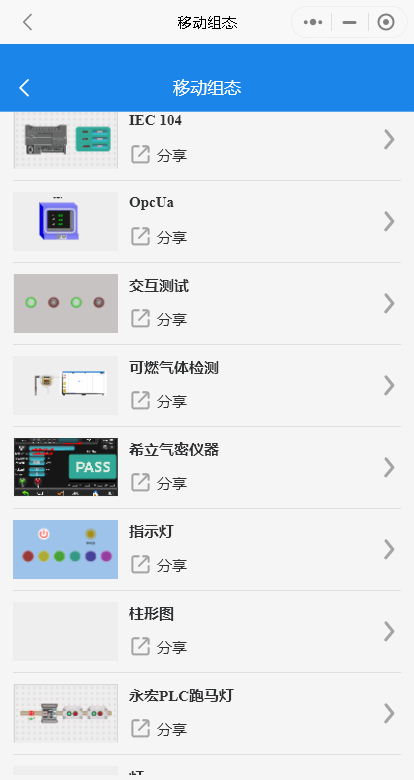 移动组态
移动组态
IEC 104
分享
OpcUa
分享
交互测试
分享
可燃气体检测
分享
希立气密仪器
PASS
分享
指示灯
分享
柱形图
分享
永宏PLC跑马灯
分享